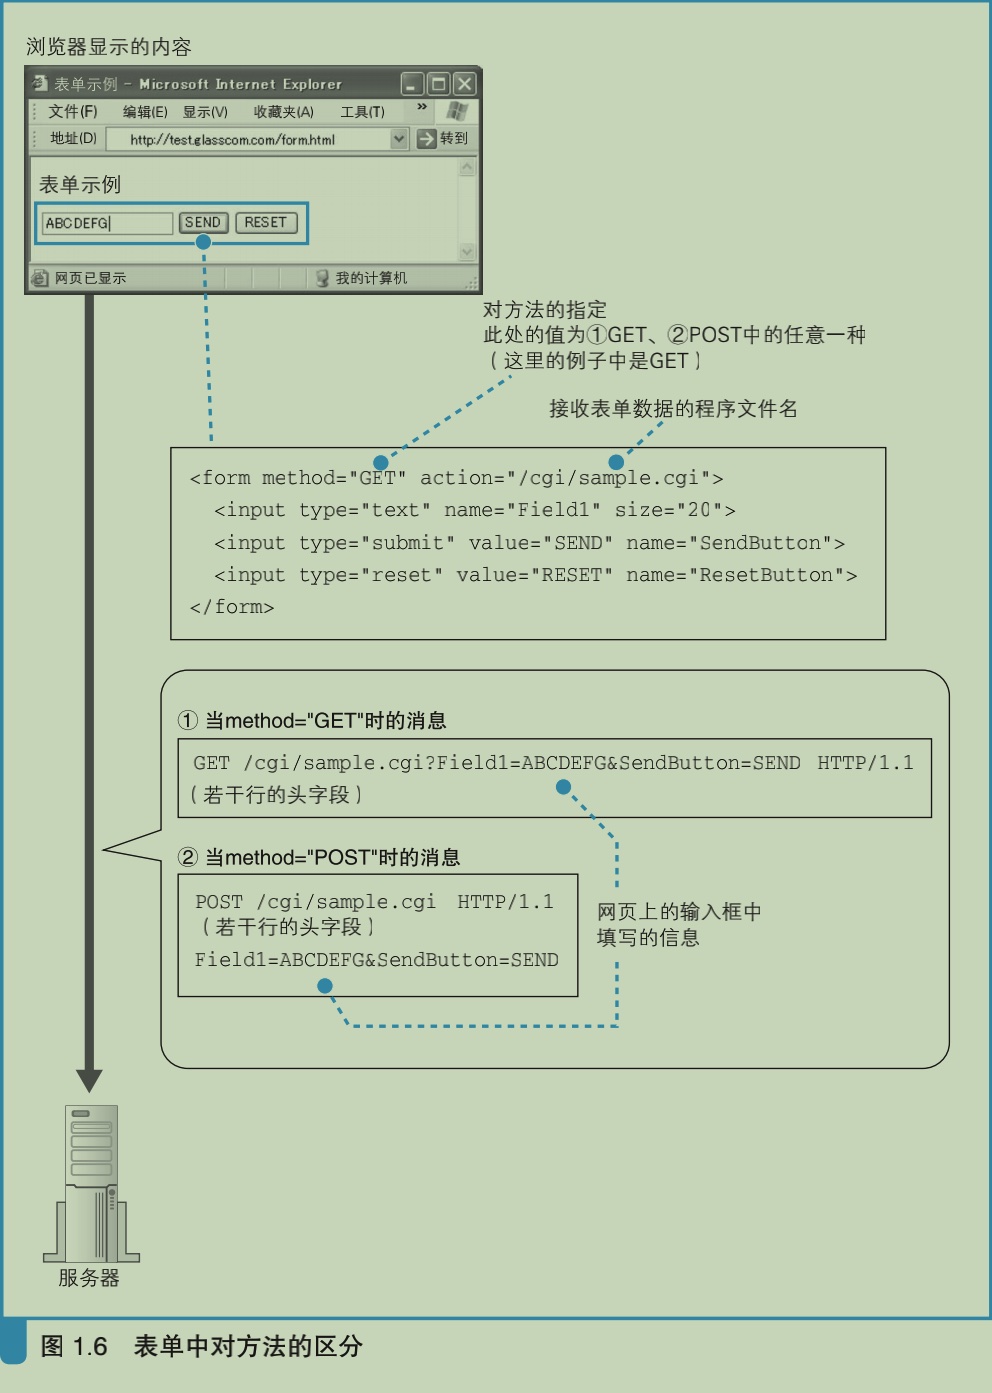 浏览器显示的内容
表单示例 - Microsoft Internet Explorer
文件(F) 编辑(E) 显示(V) 收藏夹(A) 工具(T) »
地址(D) http://test.glasscom.com/form.html 转到
表单示例
ABCDEFG SEND RESET
网页已显示 我的计算机
对方法的指定
此处的值为①GET、②POST中的任意一种
（这里的例子中是GET）
接收表单数据的程序文件名
<form method="GET" action="/cgi/sample.cgi">
<input type="text" name="Field1" size="20">
<input type="submit" value="SEND" name="SendButton">
<input type="reset" value="RESET" name="ResetButton">
</form>
① 当method="GET"时的消息
GET /cgi/sample.cgi?Field1=ABCDEFG&SendButton=SEND HTTP/1.1
（若干行的头字段）
② 当method="POST"时的消息
POST /cgi/sample.cgi HTTP/1.1
（若干行的头字段）
Field1=ABCDEFG&SendButton=SEND
网页上的输入框中
填写的信息
服务器
图 1.6 表单中对方法的区分